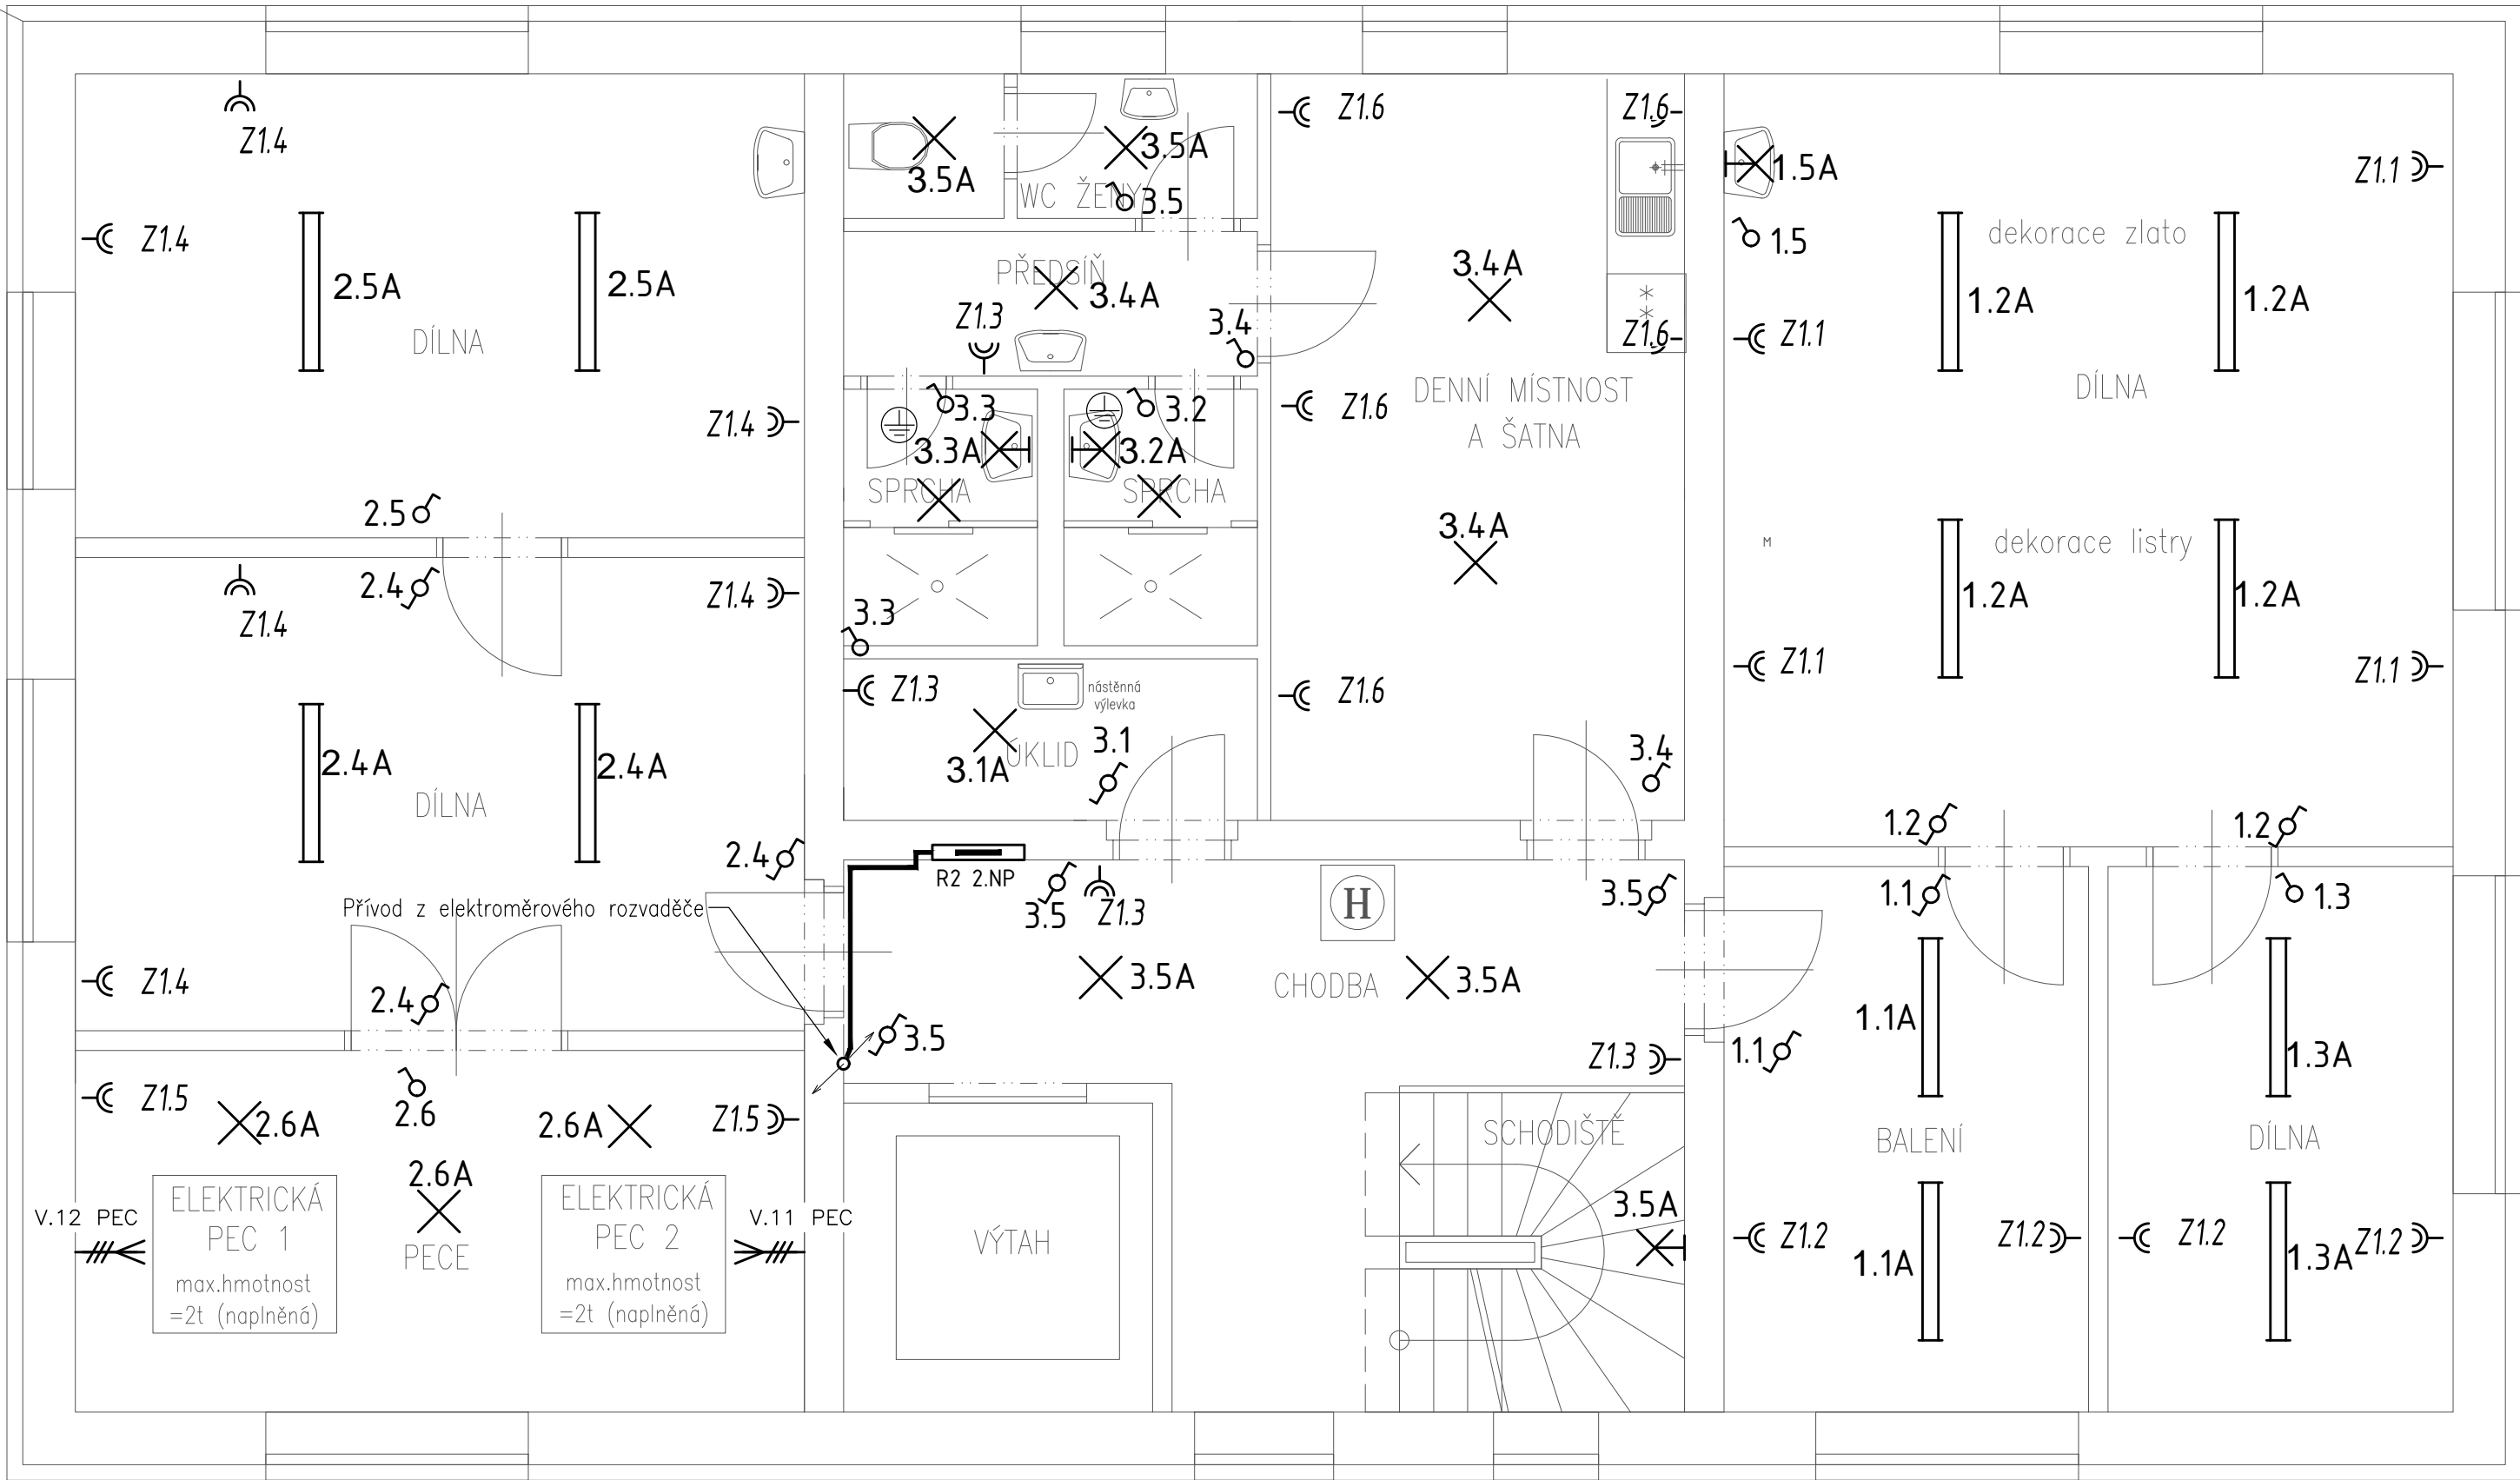 Z1.4
Z1.4
2.5A
2.5A
DÍLNA
Z1.4
2.5
2.4
Z1.4
Z1.4
2.4A
2.4A
DÍLNA
2.4
Přívod z elektroměrového rozvaděče
Z1.4
2.4
Z1.5
2.6A
2.6
2.6A
Z1.5
2.6A
V.12 PEC
ELEKTRICKÁ
PEC 1
max.hmotnost
=2t (naplněná)
PECE
ELEKTRICKÁ
PEC 2
max.hmotnost
=2t (naplněná)
V.11 PEC
3.5A
3.5A
WC ŽENY
3.5
PŘEDSÍŇ
3.4A
Z1.3
3.4
3.3
3.3A
SPRCHA
3.2
3.2A
SPRCHA
3.3
Z1.3
nástěnná
výlevka
3.1
ÚKLID
3.1A
Z1.6
Z1.6
3.4A
Z1.6
Z1.6
DENNÍ MÍSTNOST
A ŠATNA
3.4A
Z1.6
3.4
R2 2.NP
3.5
Z1.3
H
3.5
3.5A
CHODBA
3.5A
3.5
Z1.3
SCHODIŠTĚ
3.5A
VÝTAH
1.5A
1.5
Z1.1
dekorace zlato
1.2A
1.2A
Z1.1
DÍLNA
M
dekorace listry
1.2A
1.2A
Z1.1
Z1.1
1.2
1.2
1.1
1.3
1.1A
1.1
1.3A
BALENÍ
DÍLNA
Z1.2
1.1A
Z1.2
Z1.2
1.3A
Z1.2